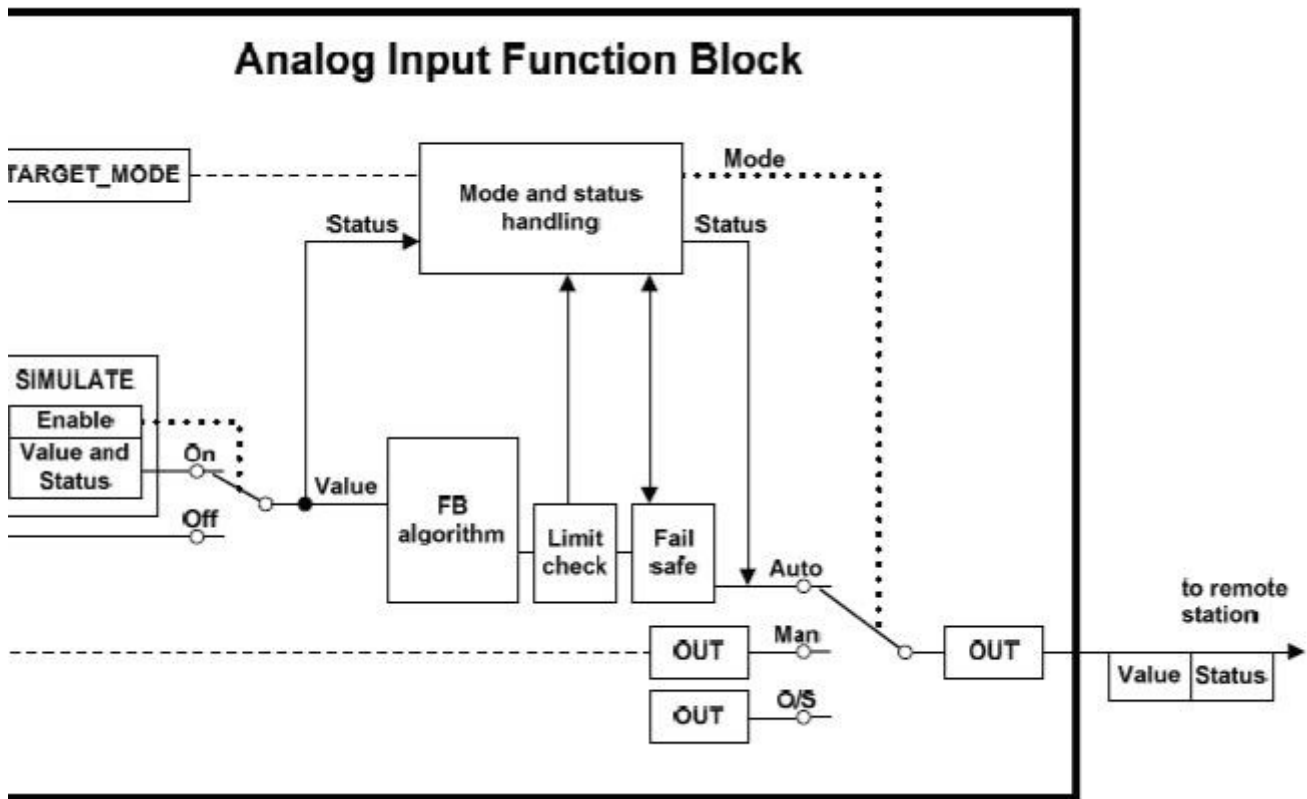 Analog Input Function Block
TARGET_MODE
Mode and status
handling
Mode
Status
Status
SIMULATE
Enable
Value and
Status
On
Off
Value
FB
algorithm
Limit
check
Fail
safe
Auto
Man
O/S
OUT
OUT
OUT
to remote
station
Value Status